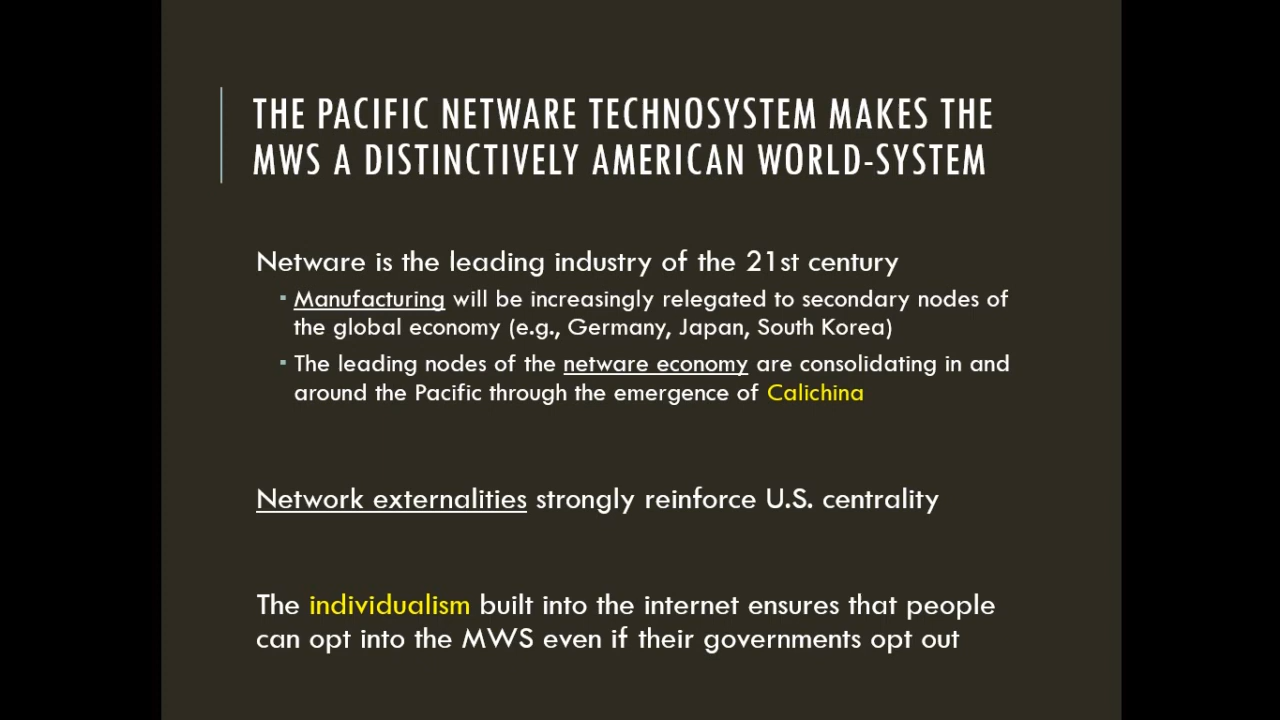 THE PACIFIC NETWARE TECHNOSYSTEM MAKES THE
MWS A DISTINCTIVELY AMERICAN WORLD-SYSTEM
Netware is the leading industry of the 21st century
▪ Manufacturing will be increasingly relegated to secondary nodes of
the global economy (e.g., Germany, Japan, South Korea)
▪ The leading nodes of the netware economy are consolidating in and
around the Pacific through the emergence of Calichina
Network externalities strongly reinforce U.S. centrality
The individualism built into the internet ensures that people
can opt into the MWS even if their governments opt out